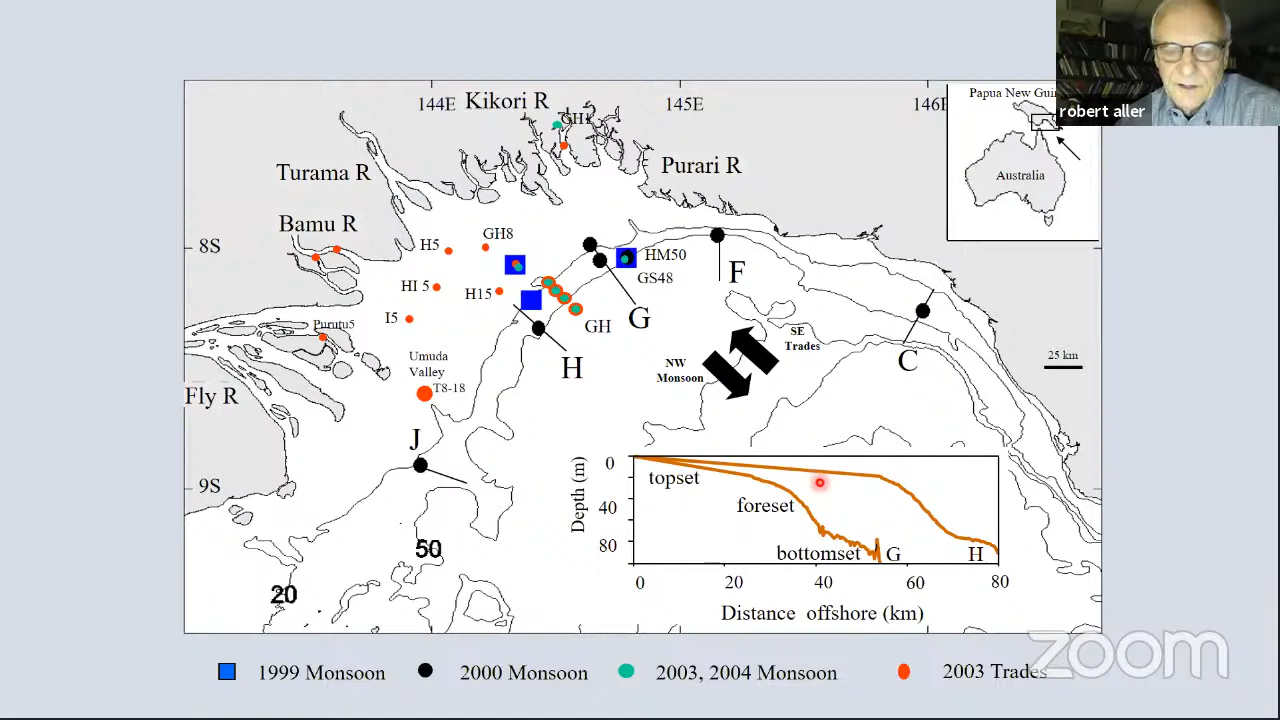 144E
Kikori R
145E
146E
Papua New Gui
robert aller
GH1
Turama R
Purari R
Australia
Bamu R
8S
H5
GH8
HM50
GS48
HI 5
H15
F
I5
Purutu5
GH
G
SE
Trades
C
25 km
Umuda
Valley
H
NW
Monsoon
Fly R
T8-18
J
9S
50
20
0
40
80
Depth (m)
topset
foreset
bottomset
G
H
0
20
40
60
80
Distance offshore (km)
zoom
1999 Monsoon
2000 Monsoon
2003, 2004 Monsoon
2003 Trades